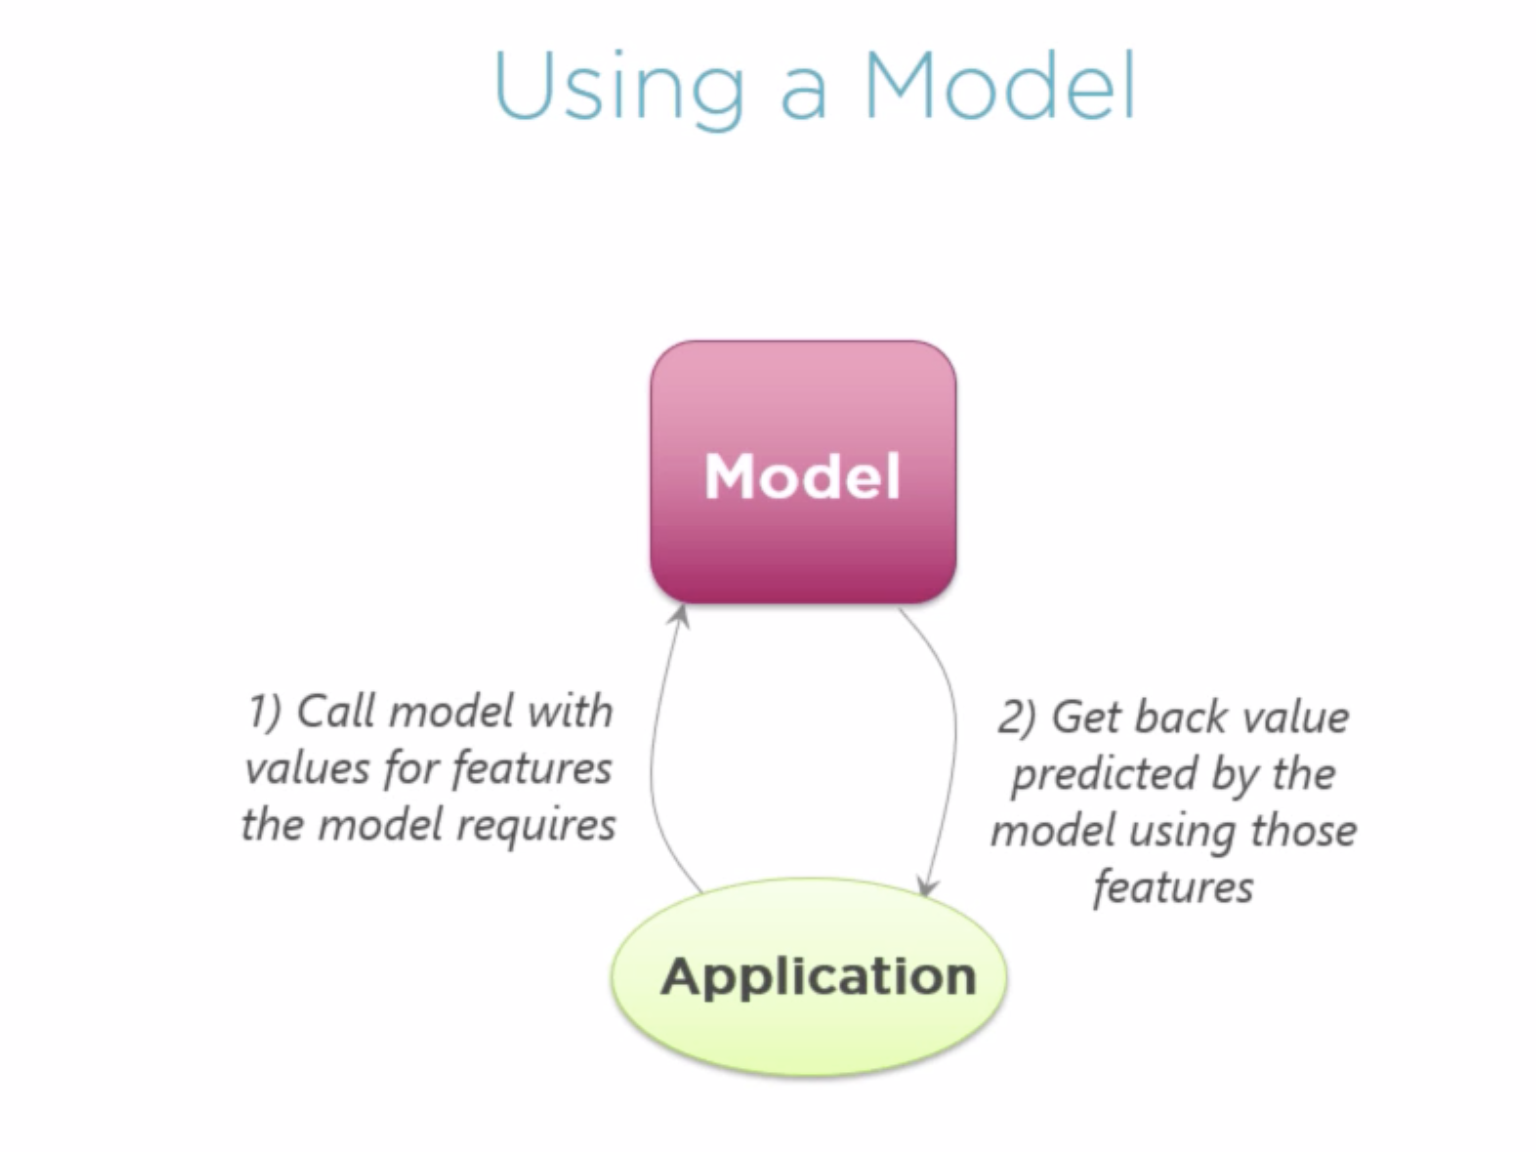 Using a Model
Model
1) Call model with
values for features
the model requires
2) Get back value
predicted by the
model using those
features
Application